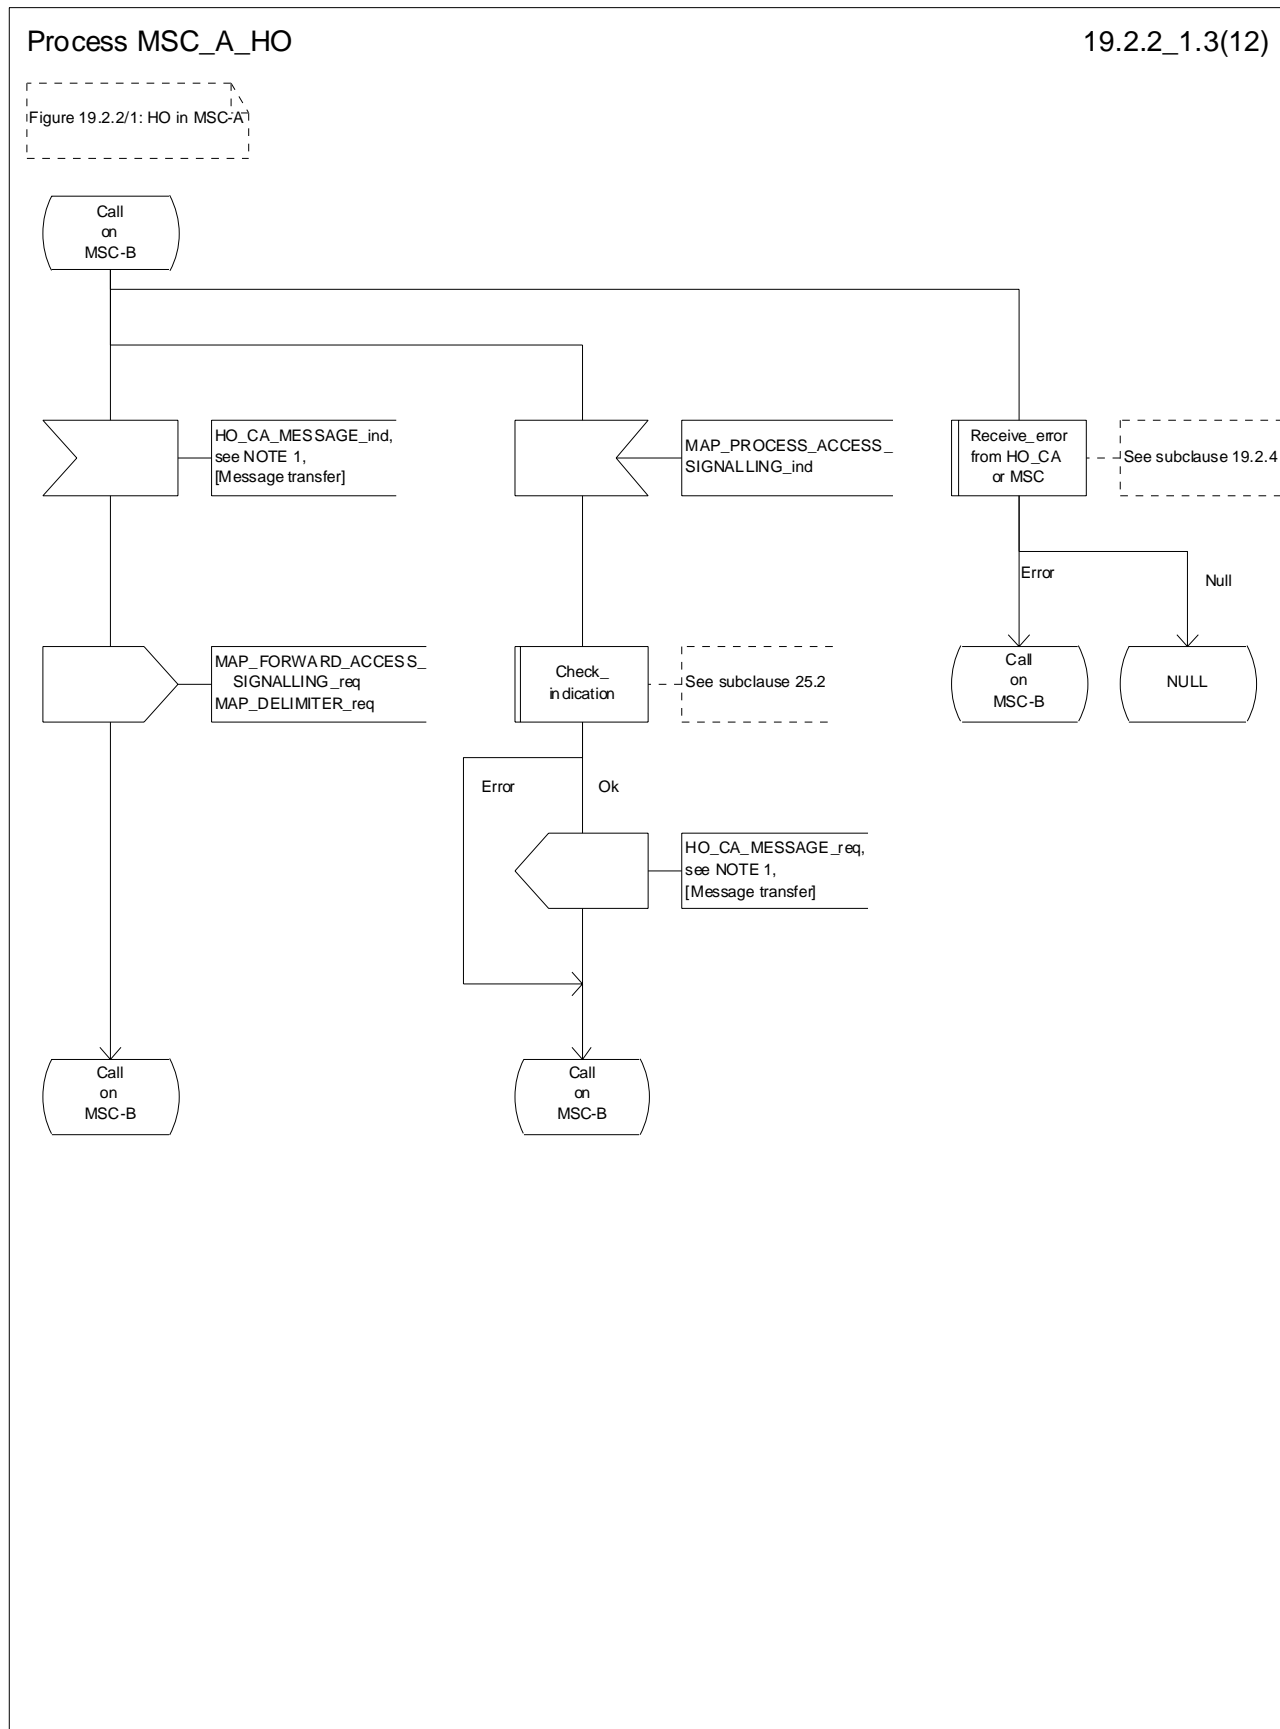 Process MSC_A_HO
19.2.2_1.3(12)
Figure 19.2.2/1: HO in MSC-A
Call
on
MSC-B
HO_CA_MESSAGE_ind,
see NOTE 1,
[Message transfer]
MAP_PROCESS_ACCESS_
SIGNALLING_ind
Receive_error
from HO_CA
or MSC
See subclause 19.2.4
Error
Null
MAP_FORWARD_ACCESS_
SIGNALLING_req
MAP_DELIMITER_req
Check_
indication
See subclause 25.2
Call
on
MSC-B
NULL
Error
Ok
HO_CA_MESSAGE_req,
see NOTE 1,
[Message transfer]
Call
on
MSC-B
Call
on
MSC-B